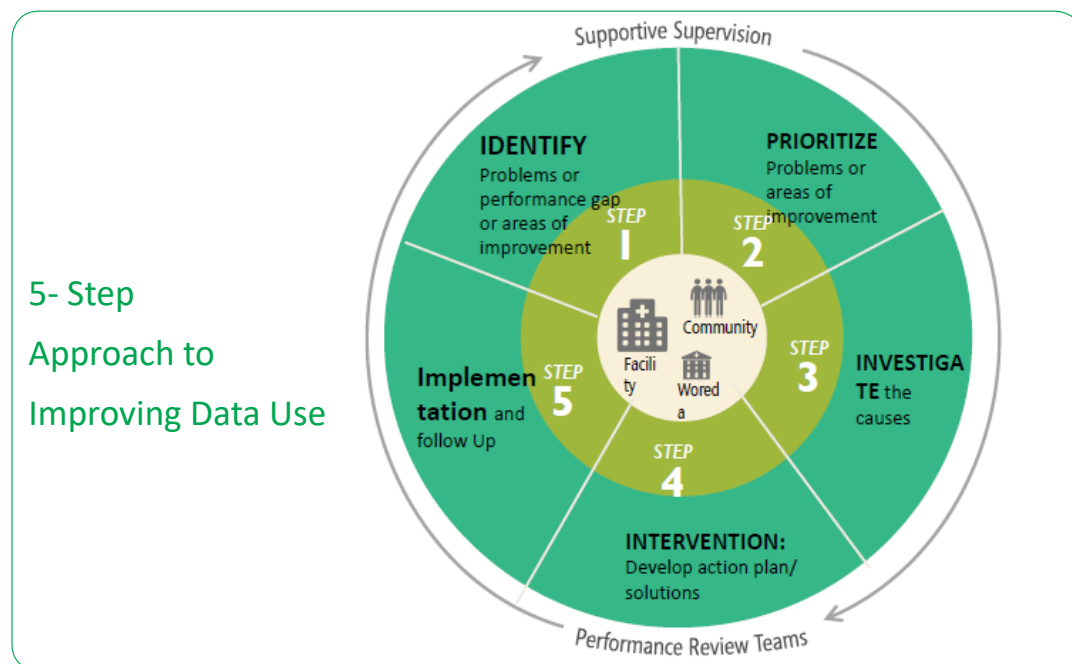 5- Step
Approach to
Improving Data Use
Supportive Supervision
IDENTIFY
Problems or
performance gap
or areas of
improvement
STEP
1
PRIORITIZE
Problems or
areas of
improvement
STEP
2
INVESTIGA
TE the
causes
STEP
3
INTERVENTION:
Develop action plan/
solutions
STEP
4
Implemen
tation and
follow Up
STEP
5
Community
Facili
ty
Wored
a
Performance Review Teams